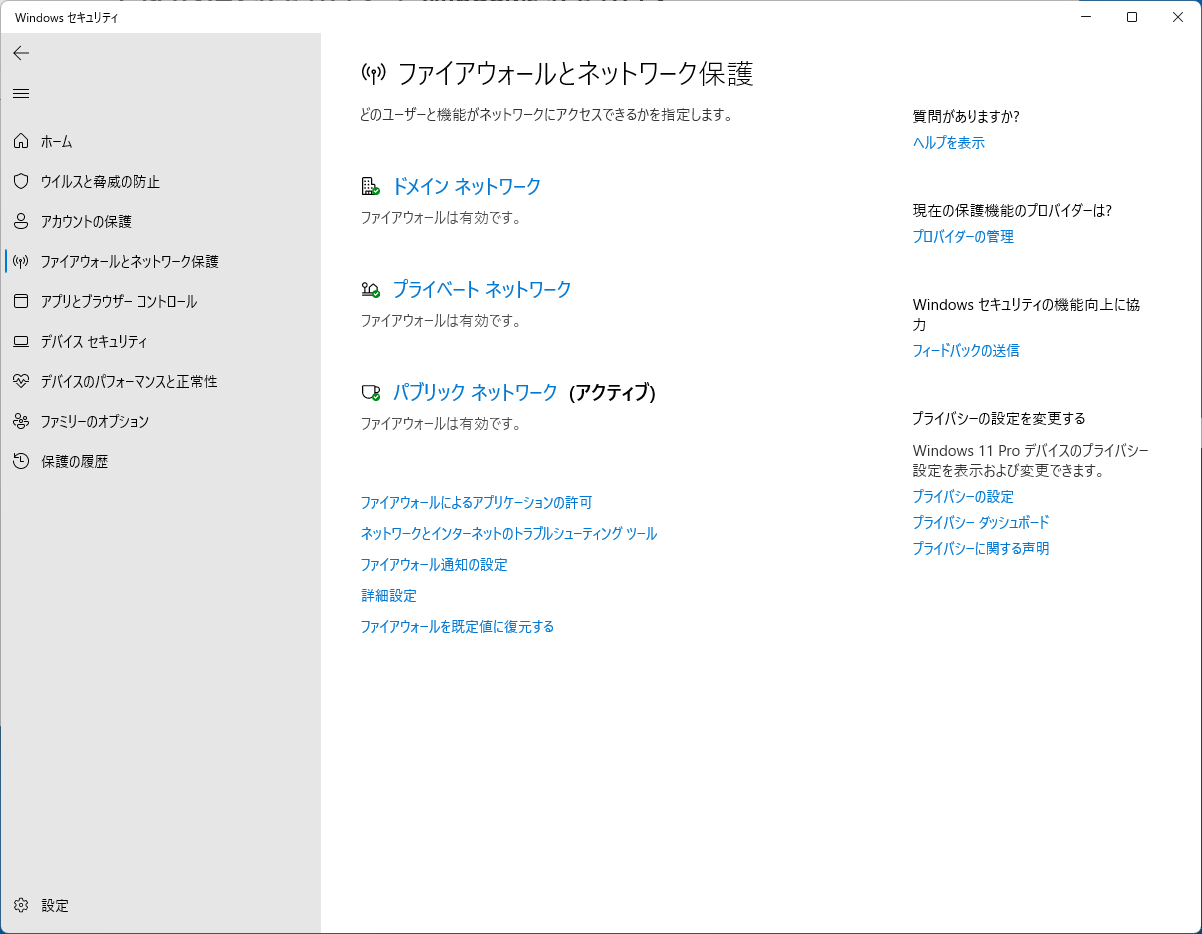 Windows セキュリティ
ホーム
ウイルスと脅威の防止
アカウントの保護
ファイアウォールとネットワーク保護
アプリとブラウザー コントロール
デバイス セキュリティ
デバイスのパフォーマンスと正常性
ファミリーのオプション
保護の履歴
設定
ファイアウォールとネットワーク保護
どのユーザーと機能がネットワークにアクセスできるかを指定します。
ドメイン ネットワーク
ファイアウォールは有効です。
プライベート ネットワーク
ファイアウォールは有効です。
パブリック ネットワーク (アクティブ)
ファイアウォールは有効です。
ファイアウォールによるアプリケーションの許可
ネットワークとインターネットのトラブルシューティング ツール
ファイアウォール通知の設定
詳細設定
ファイアウォールを既定値に復元する
質問がありますか?
ヘルプを表示
現在の保護機能のプロバイダーは?
プロバイダーの管理
Windows セキュリティの機能向上に協
力
フィードバックの送信
プライバシーの設定を変更する
Windows 11 Pro デバイスのプライバシー
設定を表示および変更できます。
プライバシーの設定
プライバシー ダッシュボード
プライバシーに関する声明